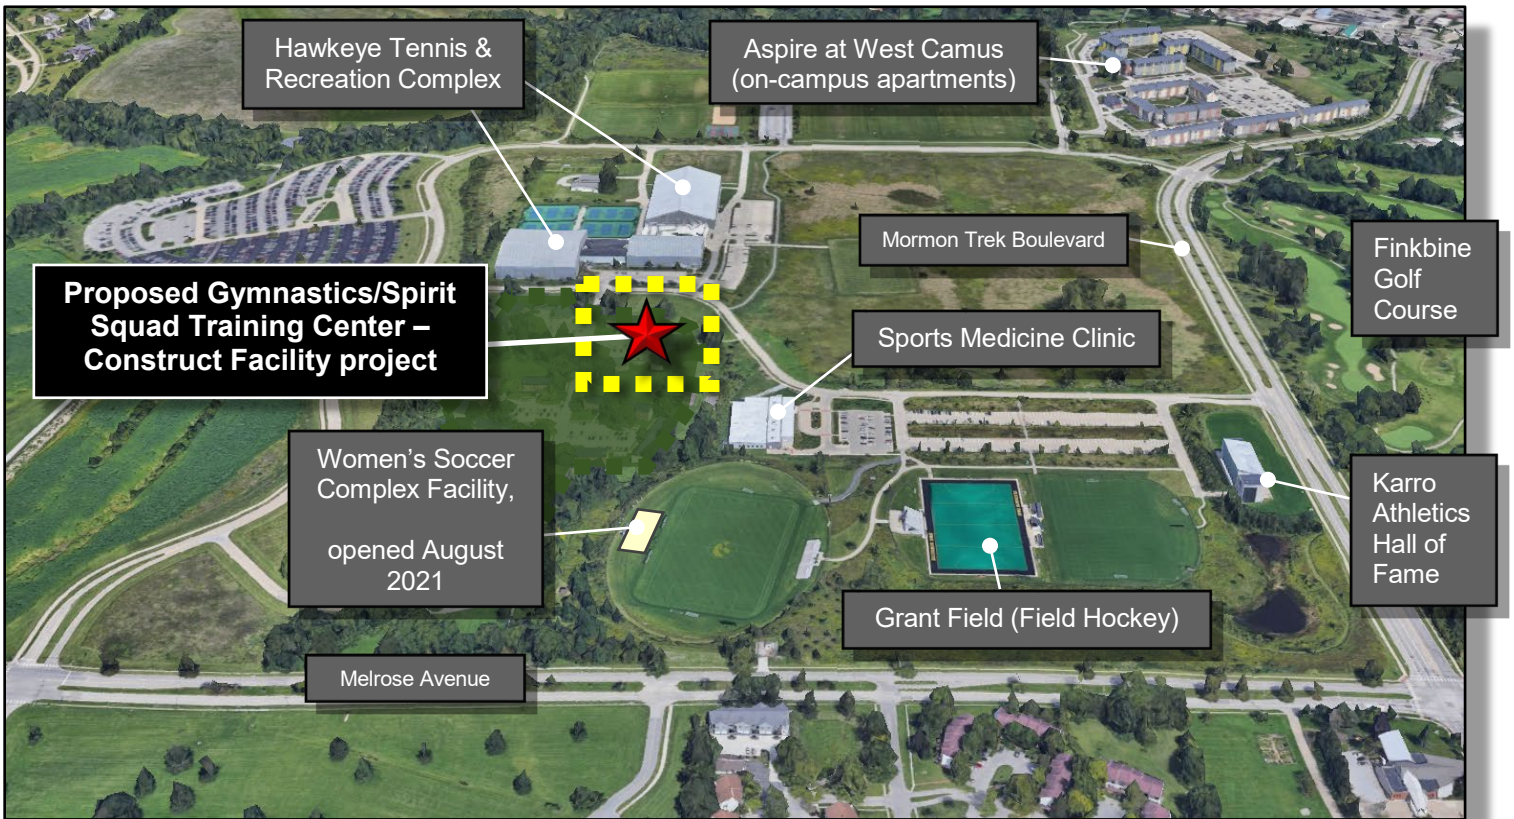 Hawkeye Tennis &
Recreation Complex
Aspire at West Camus
(on-campus apartments)
Mormon Trek Boulevard
Finkbine
Golf
Course
Proposed Gymnastics/Spirit
Squad Training Center –
Construct Facility project
Sports Medicine Clinic
Women’s Soccer
Complex Facility,
opened August
2021
Karro
Athletics
Hall of
Fame
Grant Field (Field Hockey)
Melrose Avenue